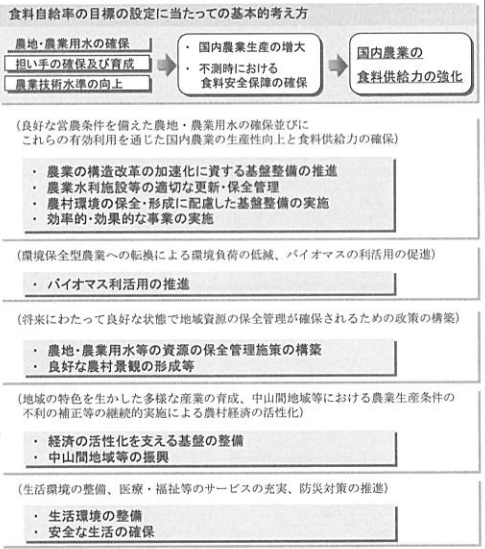 食料自給率の目標の設定に当たっての基本的考え方
農地・農業用水の確保
担い手の確保及び育成
農業技術水準の向上
・ 国内農業生産の増大
・ 不測時における
食料安全保障の確保
国内農業の
食料供給力の強化
(良好な営農条件を備えた農地・農業用水の確保並びに
これらの有効利用を通じた国内農業の生産性向上と食料供給力の確保)
・ 農業の構造改革の加速化に資する基盤整備の推進
・ 農業水利施設等の適切な更新・保全管理
・ 農村環境の保全・形成に配慮した基盤整備の実施
・ 効率的・効果的な事業の実施
(環境保全型農業への転換による環境負荷の低減、バイオマスの利活用の促進)
・ バイオマス利活用の推進
(将来にわたって良好な状態で地域資源の保全管理が確保されるための政策の構築)
・ 農地・農業用水等の資源の保全管理施策の構築
・ 良好な農村景観の形成等
(地域の特色を生かした多様な産業の育成、中山間地域等における農業生産条件の
不利の補正等の継続的実施による農村経済の活性化)
・ 経済の活性化を支える基盤の整備
・ 中山間地域等の振興
(生活環境の整備、医療・福祉等のサービスの充実、防災対策の推進)
・ 生活環境の整備
・ 安全な生活の確保